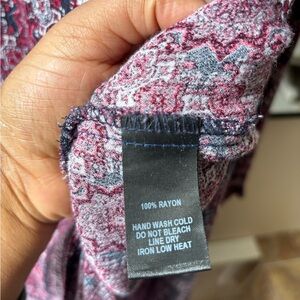 100% RAYON
HAND WASH COLD
DO NOT BLEACH
LINE DRY
IRON LOW HEAT